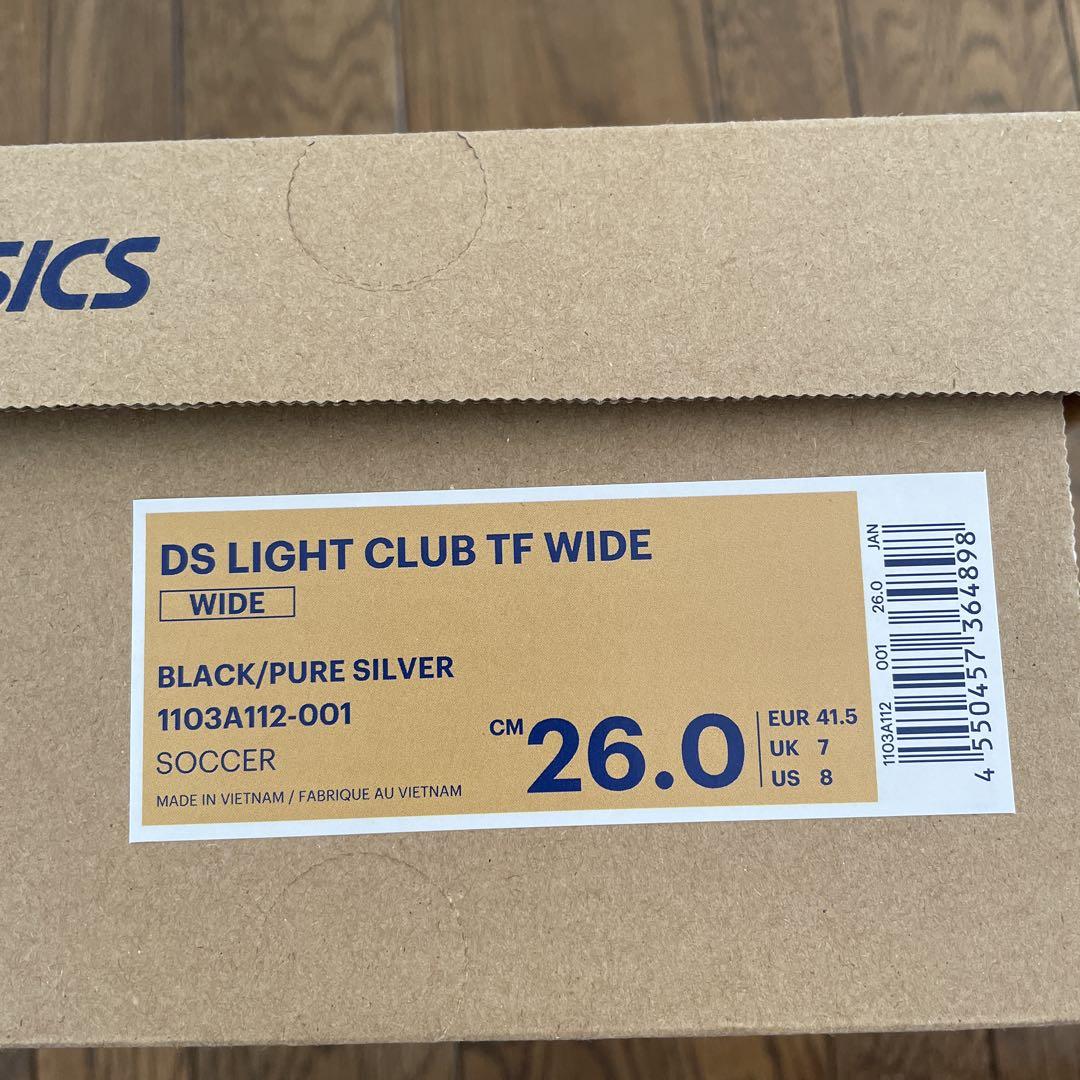 SICS
DS LIGHT CLUB TF WIDE
WIDE
BLACK/PURE SILVER
1103A112-001
SOCCER
MADE IN VIETNAM / FABRIQUE AU VIETNAM
CM 26.0
EUR 41.5
UK 7
US 8
1103A112 001 26.0 JAN
4 550457 364898